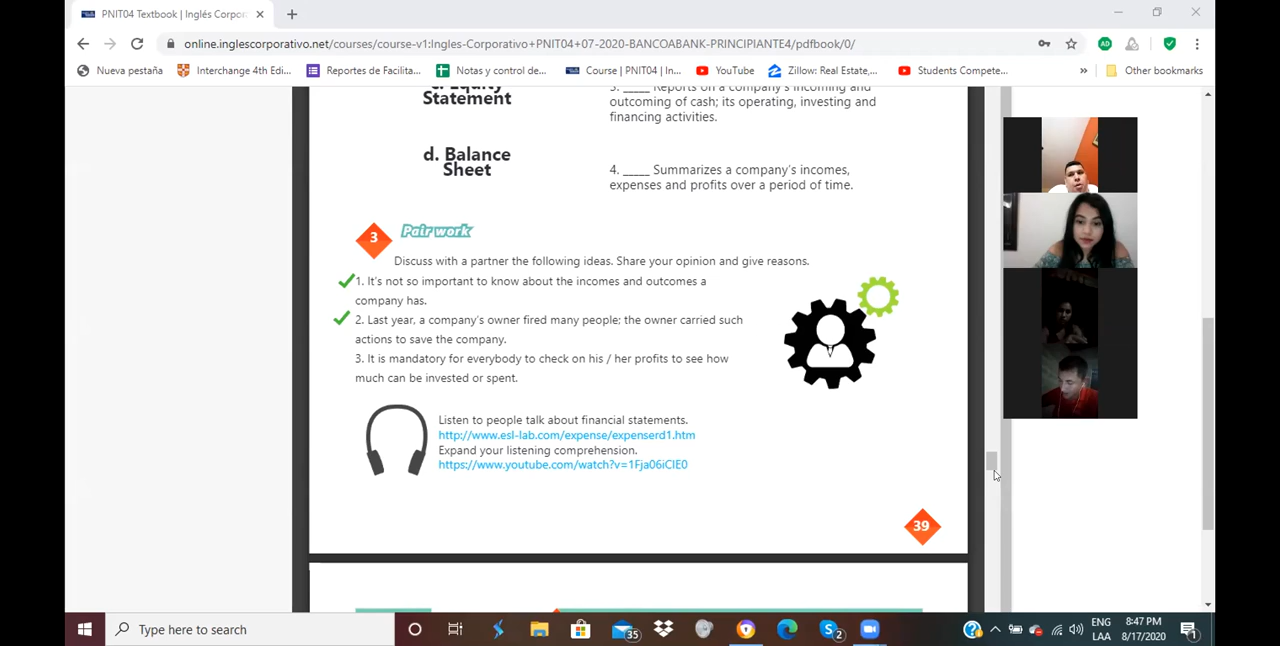 PNIT04 Textbook | Inglés Corpor
online.inglescorporativo.net/courses/course-v1:Ingles-Corporativo+PNIT04+07-2020-BANCOABANK-PRINCIPIANTE4/pdfbook/0/
Nueva pestaña
Interchange 4th Edi...
Reportes de Facilita...
Notas y control de...
Course | PNIT04 | In...
YouTube
Zillow: Real Estate,...
Students Compete...
»
Other bookmarks
c. Equity
Statement
3. _____ Reports on a company's incoming and
outcoming of cash; its operating, investing and
financing activities.
d. Balance
Sheet
4. _____ Summarizes a company's incomes,
expenses and profits over a period of time.
3
Pair work
Discuss with a partner the following ideas. Share your opinion and give reasons.
1. It's not so important to know about the incomes and outcomes a
company has.
2. Last year, a company's owner fired many people; the owner carried such
actions to save the company.
3. It is mandatory for everybody to check on his / her profits to see how
much can be invested or spent.
Listen to people talk about financial statements.
http://www.esl-lab.com/expense/expenserd1.htm
Expand your listening comprehension.
https://www.youtube.com/watch?v=1Fja06iCIE0
39
Type here to search
35
2
ENG
LAA
8:47 PM
8/17/2020
1